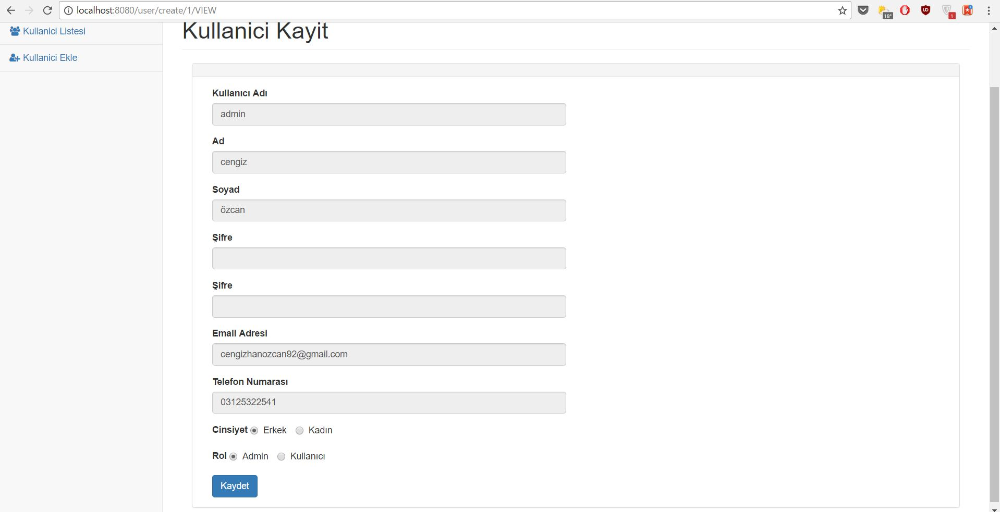 localhost:8080/user/create/1/VIEW
18°
1
Kullanici Listesi
Kullanici Ekle
Kullanici Kayit
Kullanıcı Adı
admin
Ad
cengiz
Soyad
özcan
Şifre
Şifre
Email Adresi
cengizhanozcan92@gmail.com
Telefon Numarası
03125322541
Cinsiyet Erkek Kadın
Rol Admin Kullanıcı
Kaydet